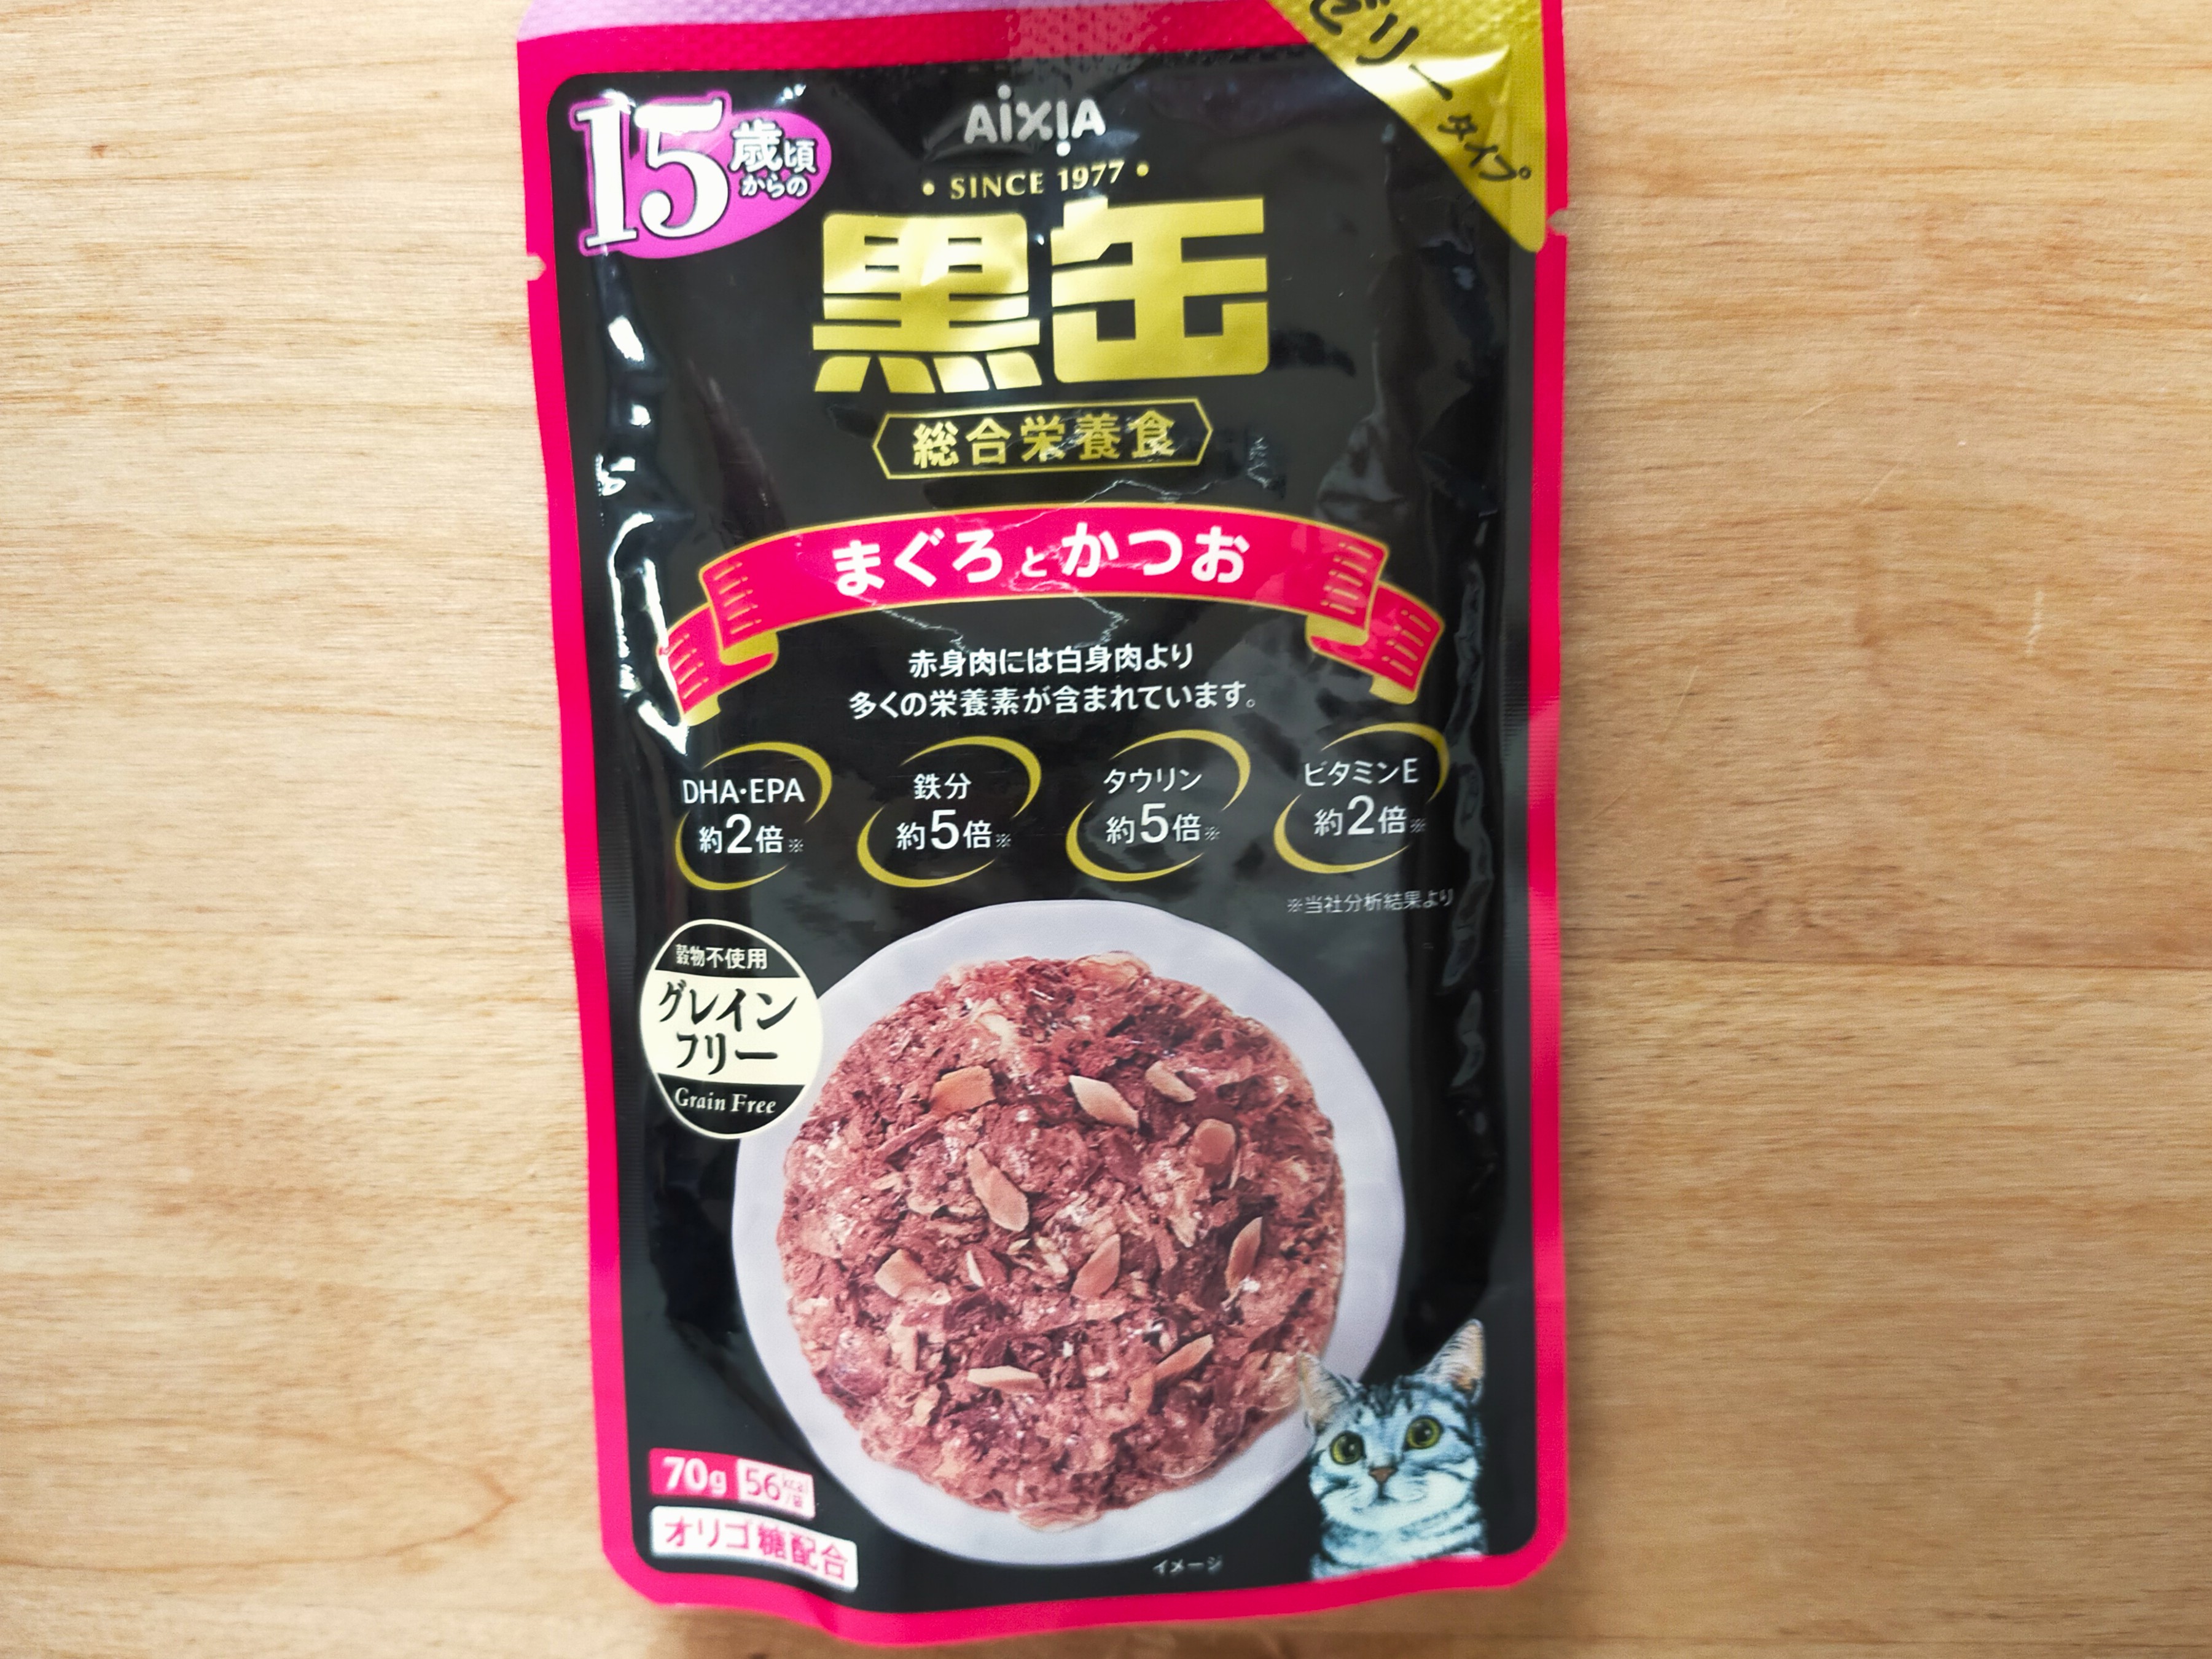 ゼリータイプ
15歳頃からの
AIXIA
• SINCE 1977 •
黒缶
総合栄養食
まぐろとかつお
赤身肉には白身肉より
多くの栄養素が含まれています。
DHA・EPA
約2倍※
鉄分
約5倍※
タウリン
約5倍※
ビタミンE
約2倍※
※当社分析結果より
穀物不使用
グレイン
フリー
Grain Free
70g 56kcal/袋
オリゴ糖配合
イメージ